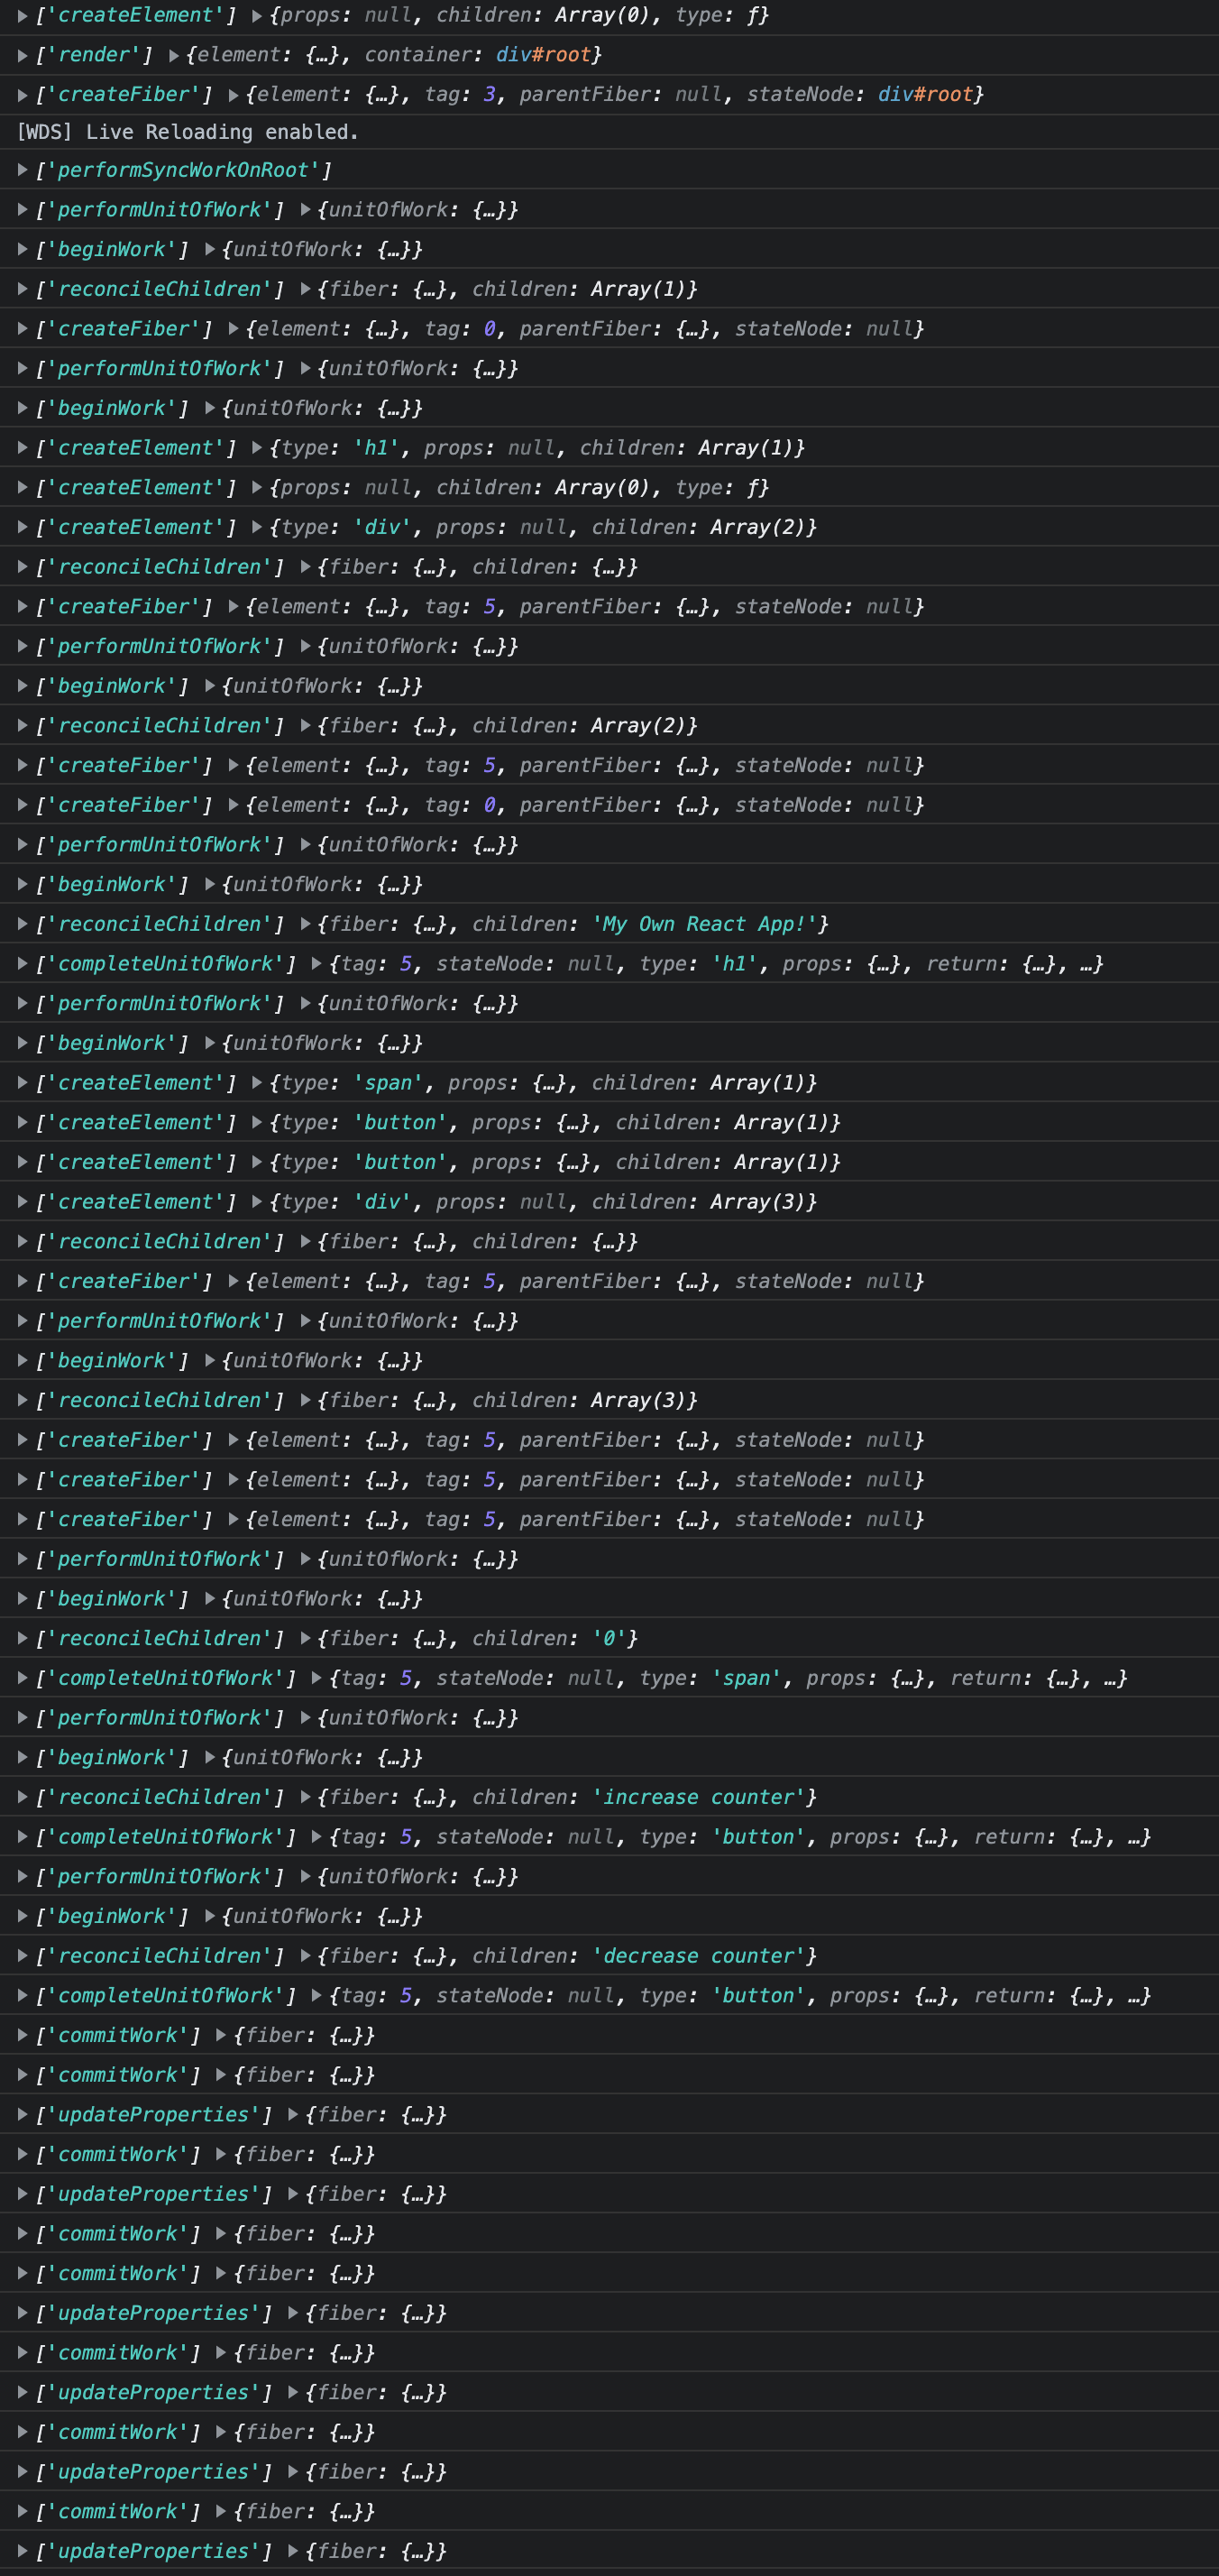 ▶['createElement'] ▶{props: null, children: Array(0), type: ƒ}
▶['render'] ▶{element: {…}, container: div#root}
▶['createFiber'] ▶{element: {…}, tag: 3, parentFiber: null, stateNode: div#root}
[WDS] Live Reloading enabled.
▶['performSyncWorkOnRoot']
▶['performUnitOfWork'] ▶{unitOfWork: {…}}
▶['beginWork'] ▶{unitOfWork: {…}}
▶['reconcileChildren'] ▶{fiber: {…}, children: Array(1)}
▶['createFiber'] ▶{element: {…}, tag: 0, parentFiber: {…}, stateNode: null}
▶['performUnitOfWork'] ▶{unitOfWork: {…}}
▶['beginWork'] ▶{unitOfWork: {…}}
▶['createElement'] ▶{type: 'h1', props: null, children: Array(1)}
▶['createElement'] ▶{props: null, children: Array(0), type: ƒ}
▶['createElement'] ▶{type: 'div', props: null, children: Array(2)}
▶['reconcileChildren'] ▶{fiber: {…}, children: {…}}
▶['createFiber'] ▶{element: {…}, tag: 5, parentFiber: {…}, stateNode: null}
▶['performUnitOfWork'] ▶{unitOfWork: {…}}
▶['beginWork'] ▶{unitOfWork: {…}}
▶['reconcileChildren'] ▶{fiber: {…}, children: Array(2)}
▶['createFiber'] ▶{element: {…}, tag: 5, parentFiber: {…}, stateNode: null}
▶['createFiber'] ▶{element: {…}, tag: 0, parentFiber: {…}, stateNode: null}
▶['performUnitOfWork'] ▶{unitOfWork: {…}}
▶['beginWork'] ▶{unitOfWork: {…}}
▶['reconcileChildren'] ▶{fiber: {…}, children: 'My Own React App!'}
▶['completeUnitOfWork'] ▶{tag: 5, stateNode: null, type: 'h1', props: {…}, return: {…}, …}
▶['performUnitOfWork'] ▶{unitOfWork: {…}}
▶['beginWork'] ▶{unitOfWork: {…}}
▶['createElement'] ▶{type: 'span', props: {…}, children: Array(1)}
▶['createElement'] ▶{type: 'button', props: {…}, children: Array(1)}
▶['createElement'] ▶{type: 'button', props: {…}, children: Array(1)}
▶['createElement'] ▶{type: 'div', props: null, children: Array(3)}
▶['reconcileChildren'] ▶{fiber: {…}, children: {…}}
▶['createFiber'] ▶{element: {…}, tag: 5, parentFiber: {…}, stateNode: null}
▶['performUnitOfWork'] ▶{unitOfWork: {…}}
▶['beginWork'] ▶{unitOfWork: {…}}
▶['reconcileChildren'] ▶{fiber: {…}, children: Array(3)}
▶['createFiber'] ▶{element: {…}, tag: 5, parentFiber: {…}, stateNode: null}
▶['createFiber'] ▶{element: {…}, tag: 5, parentFiber: {…}, stateNode: null}
▶['createFiber'] ▶{element: {…}, tag: 5, parentFiber: {…}, stateNode: null}
▶['performUnitOfWork'] ▶{unitOfWork: {…}}
▶['beginWork'] ▶{unitOfWork: {…}}
▶['reconcileChildren'] ▶{fiber: {…}, children: '0'}
▶['completeUnitOfWork'] ▶{tag: 5, stateNode: null, type: 'span', props: {…}, return: {…}, …}
▶['performUnitOfWork'] ▶{unitOfWork: {…}}
▶['beginWork'] ▶{unitOfWork: {…}}
▶['reconcileChildren'] ▶{fiber: {…}, children: 'increase counter'}
▶['completeUnitOfWork'] ▶{tag: 5, stateNode: null, type: 'button', props: {…}, return: {…}, …}
▶['performUnitOfWork'] ▶{unitOfWork: {…}}
▶['beginWork'] ▶{unitOfWork: {…}}
▶['reconcileChildren'] ▶{fiber: {…}, children: 'decrease counter'}
▶['completeUnitOfWork'] ▶{tag: 5, stateNode: null, type: 'button', props: {…}, return: {…}, …}
▶['commitWork'] ▶{fiber: {…}}
▶['commitWork'] ▶{fiber: {…}}
▶['updateProperties'] ▶{fiber: {…}}
▶['commitWork'] ▶{fiber: {…}}
▶['updateProperties'] ▶{fiber: {…}}
▶['commitWork'] ▶{fiber: {…}}
▶['commitWork'] ▶{fiber: {…}}
▶['updateProperties'] ▶{fiber: {…}}
▶['commitWork'] ▶{fiber: {…}}
▶['updateProperties'] ▶{fiber: {…}}
▶['commitWork'] ▶{fiber: {…}}
▶['updateProperties'] ▶{fiber: {…}}
▶['commitWork'] ▶{fiber: {…}}
▶['updateProperties'] ▶{fiber: {…}}